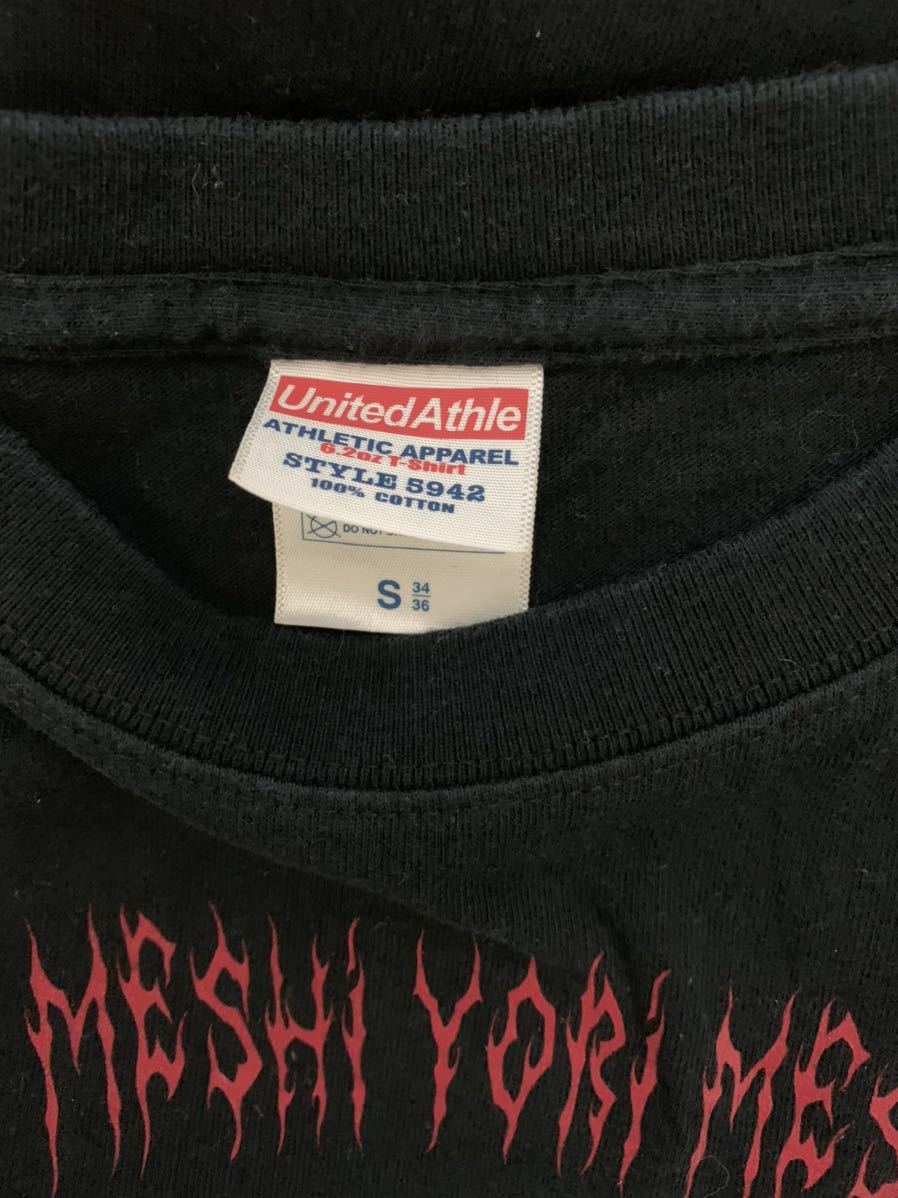 UnitedAthle
ATHLETIC APPAREL
6.2oz T-Shirt
STYLE 5942
100% COTTON
DO NOT
S 34/36
MESHI YORI MES